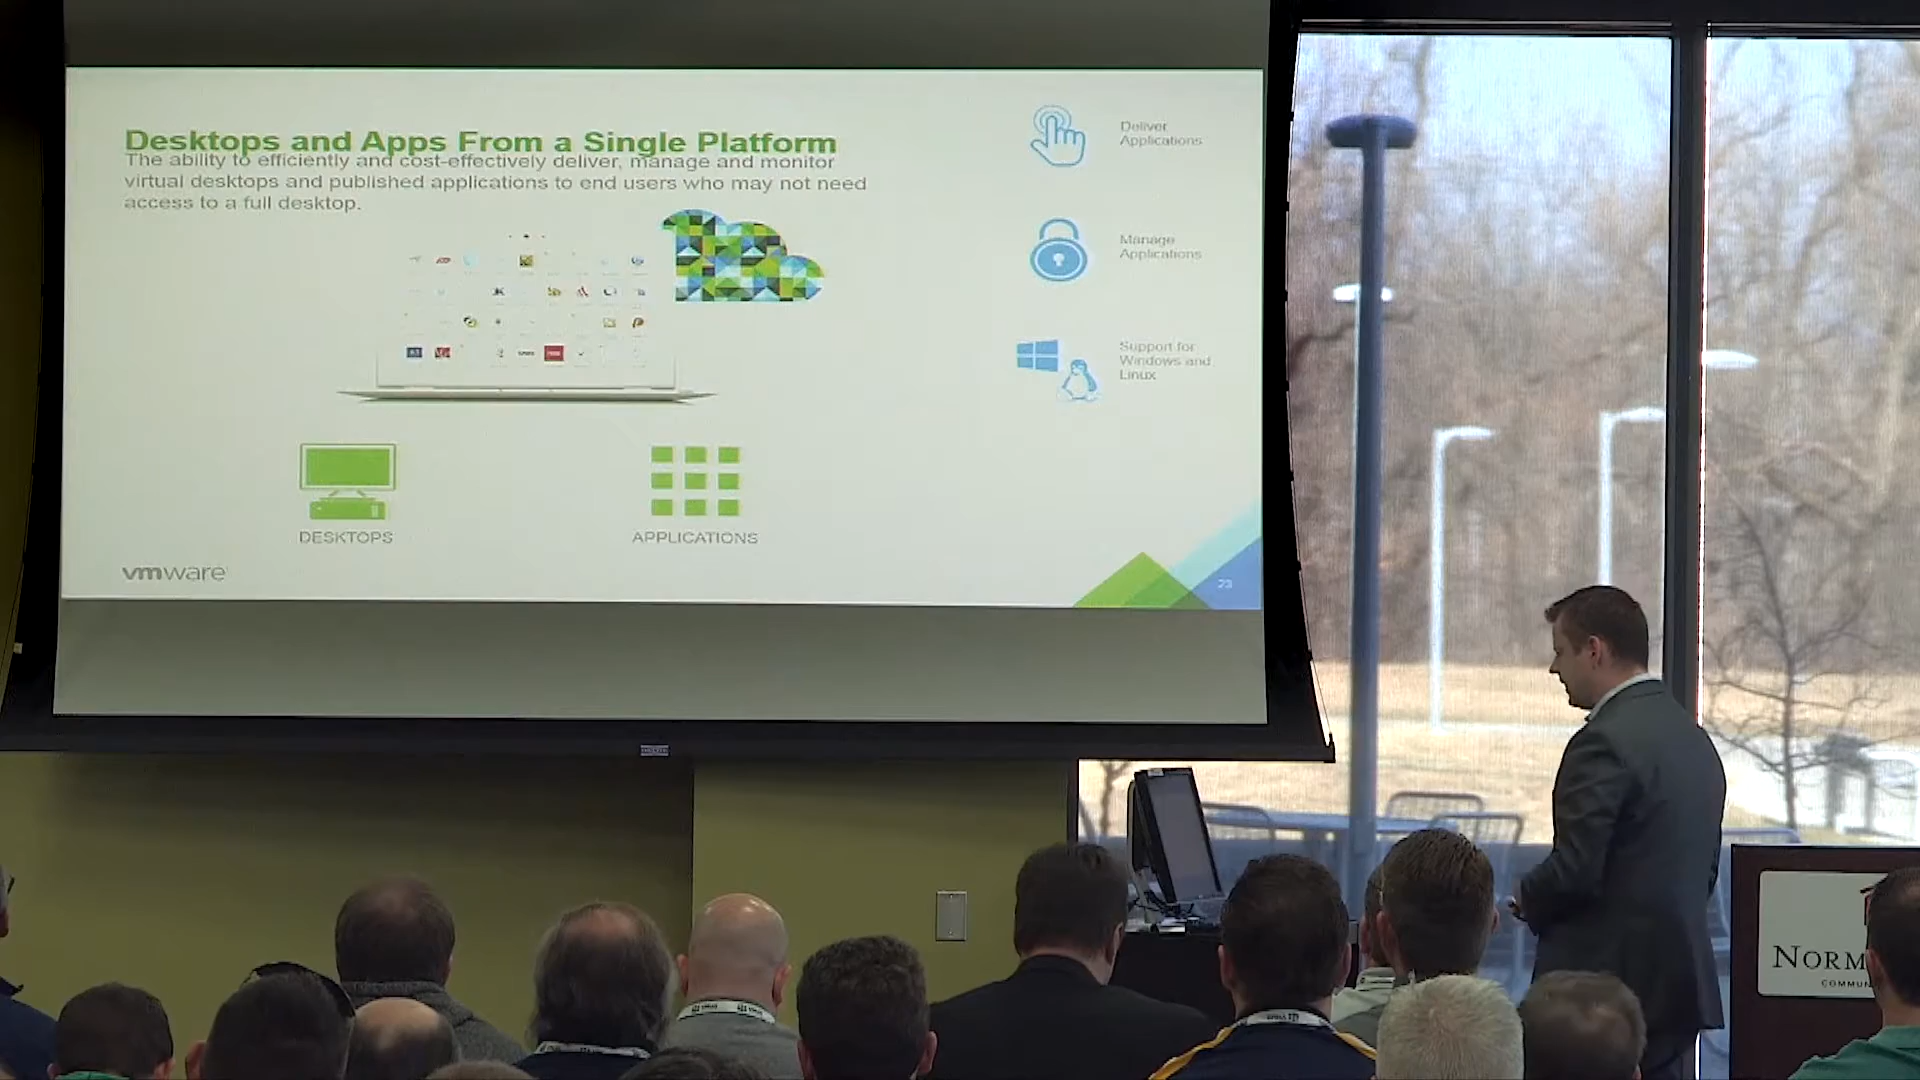 Desktops and Apps From a Single Platform
The ability to efficiently and cost-effectively deliver, manage and monitor
virtual desktops and published applications to end users who may not need
access to a full desktop.
Deliver
Applications
Manage
Applications
Support for
Windows and
Linux
DESKTOPS
APPLICATIONS
vmware
23
NORM
COMMUN